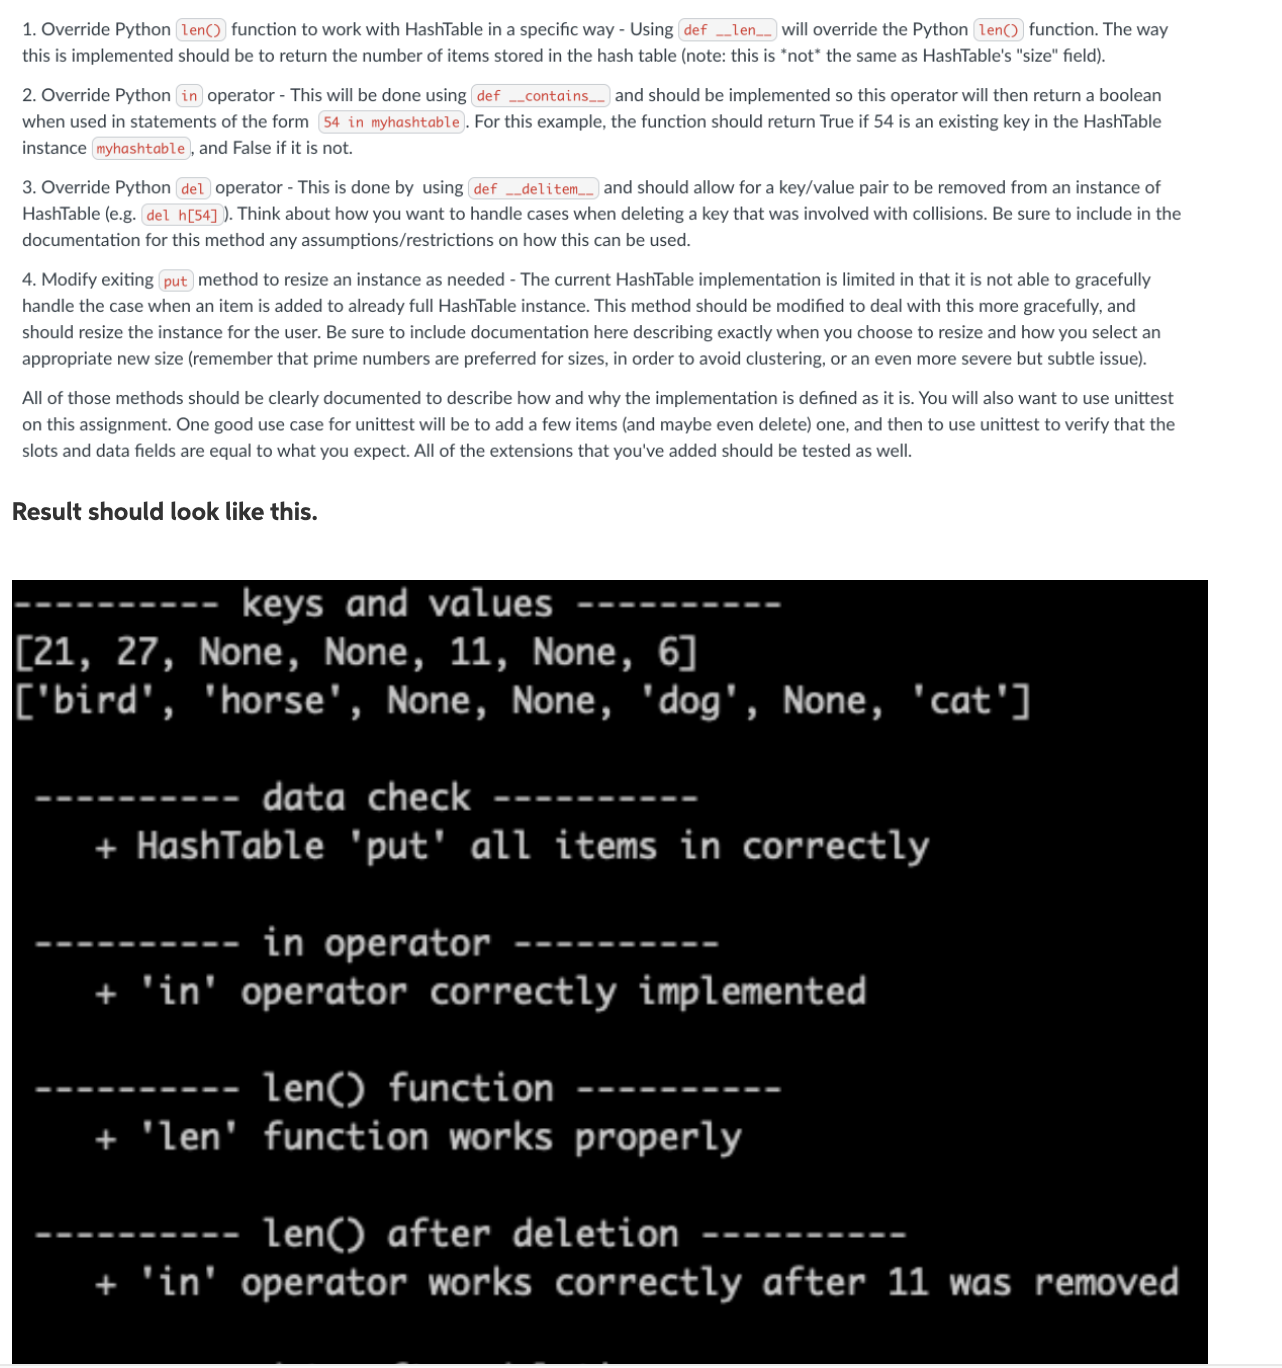 1. Override Python len() function to work with HashTable in a specific way - Using def __len__ will override the Python len() function. The way
this is implemented should be to return the number of items stored in the hash table (note: this is *not* the same as HashTable's "size" field).
2. Override Python in operator - This will be done using def __contains__ and should be implemented so this operator will then return a boolean
when used in statements of the form 54 in myhashtable. For this example, the function should return True if 54 is an existing key in the HashTable
instance myhashtable, and False if it is not.
3. Override Python del operator - This is done by using def __delitem__ and should allow for a key/value pair to be removed from an instance of
HashTable (e.g. del h[54]). Think about how you want to handle cases when deleting a key that was involved with collisions. Be sure to include in the
documentation for this method any assumptions/restrictions on how this can be used.
4. Modify exiting put method to resize an instance as needed - The current HashTable implementation is limited in that it is not able to gracefully
handle the case when an item is added to already full HashTable instance. This method should be modified to deal with this more gracefully, and
should resize the instance for the user. Be sure to include documentation here describing exactly when you choose to resize and how you select an
appropriate new size (remember that prime numbers are preferred for sizes, in order to avoid clustering, or an even more severe but subtle issue).
All of those methods should be clearly documented to describe how and why the implementation is defined as it is. You will also want to use unittest
on this assignment. One good use case for unittest will be to add a few items (and maybe even delete) one, and then to use unittest to verify that the
slots and data fields are equal to what you expect. All of the extensions that you've added should be tested as well.
Result should look like this.
---------- keys and values ----------
[21, 27, None, None, 11, None, 6]
['bird', 'horse', None, None, 'dog', None, 'cat']
---------- data check ----------
+ HashTable 'put' all items in correctly
---------- in operator ----------
+ 'in' operator correctly implemented
---------- len() function ----------
+ 'len' function works properly
---------- len() after deletion ----------
+ 'in' operator works correctly after 11 was removed